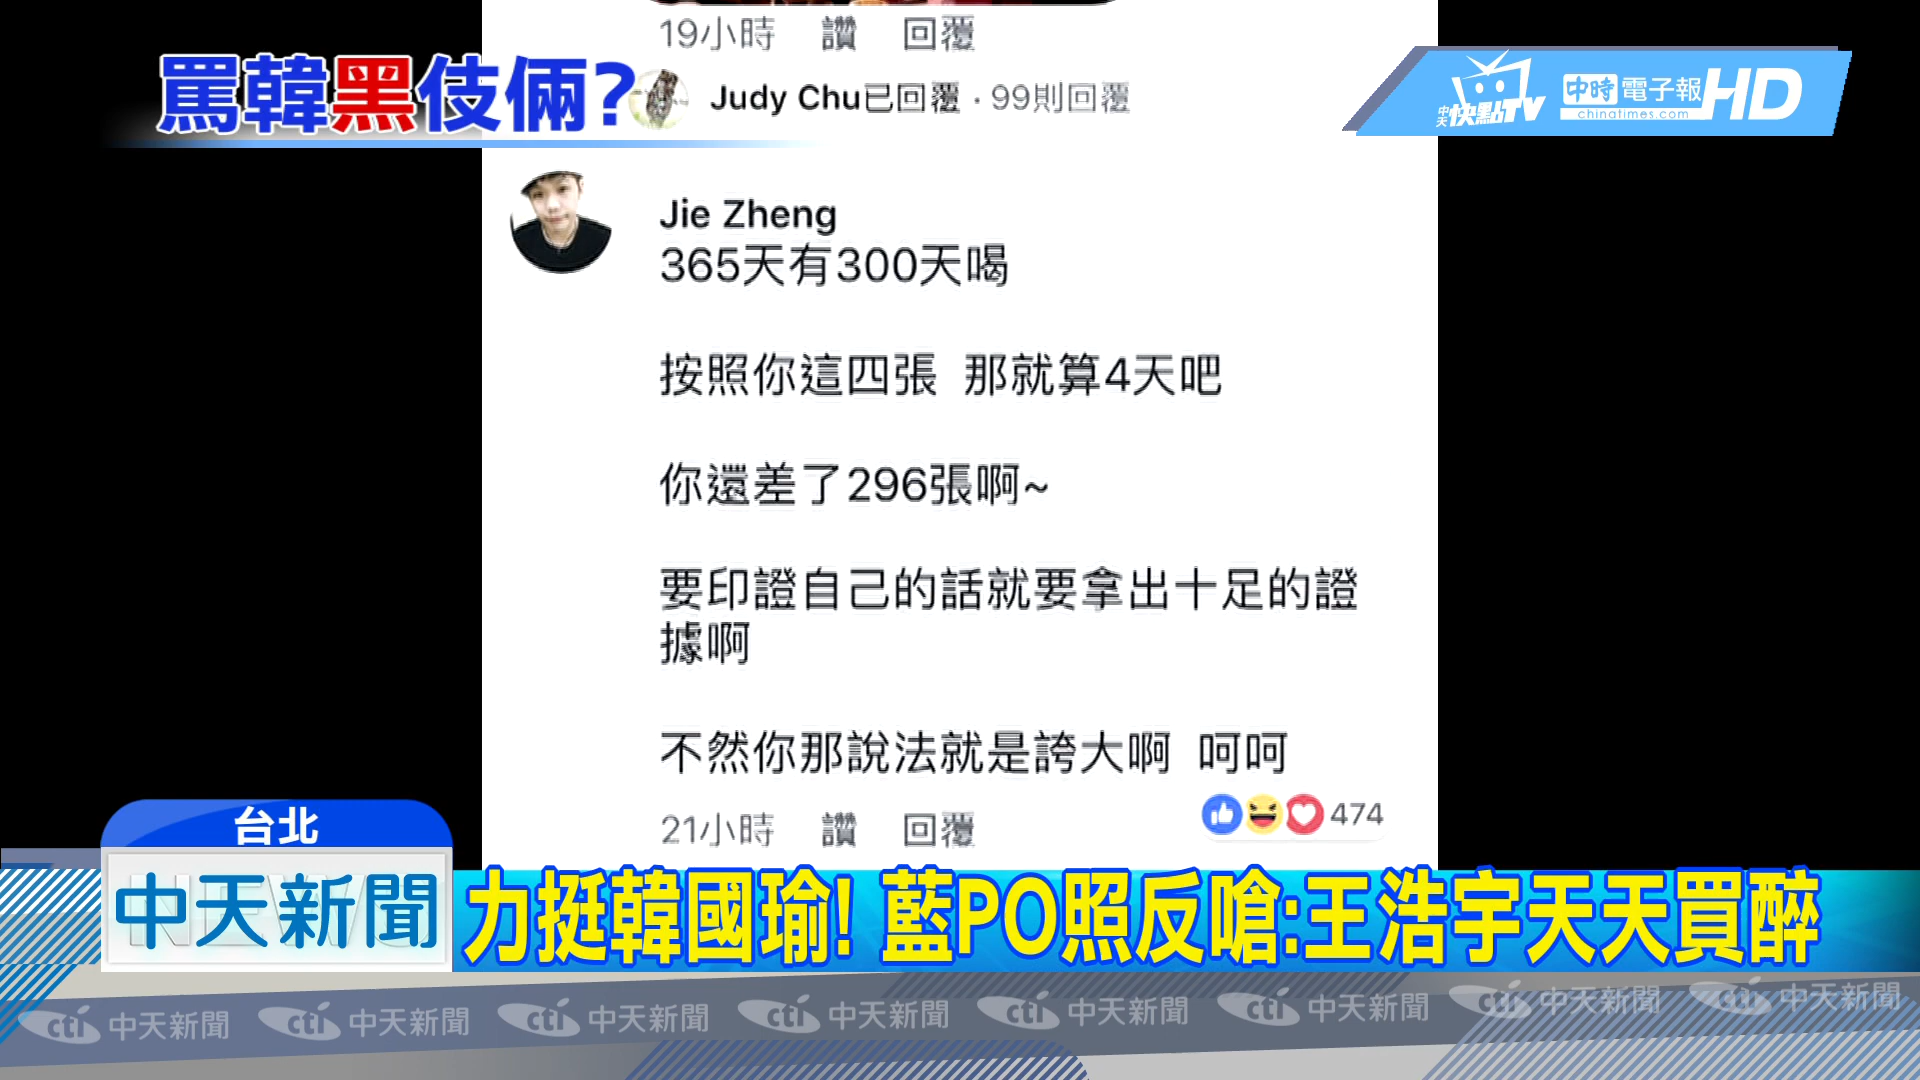 19小時 讚 回覆
罵韓黑伎倆?
Judy Chu已回覆 · 99則回覆
中天快點TV
中時電子報HD
chinatimes.com
Jie Zheng
365天有300天喝
按照你這四張 那就算4天吧
你還差了296張啊~
要印證自己的話就要拿出十足的證
據啊
不然你那說法就是誇大啊 呵呵
21小時 讚 回覆
474
台北
NEWS
中天新聞
力挺韓國瑜! 藍PO照反嗆:王浩宇天天買醉
cti 中天新聞 cti 中天新聞 cti 中天新聞 cti 中天新聞 cti 中天新聞 cti 中天新聞 cti 中天新聞 cti 中天新聞